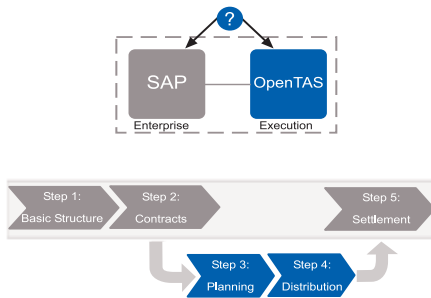 ?
SAP
OpenTAS
Enterprise
Execution
Step 1:
Basic Structure
Step 2:
Contracts
Step 5:
Settlement
Step 3:
Planning
Step 4:
Distribution